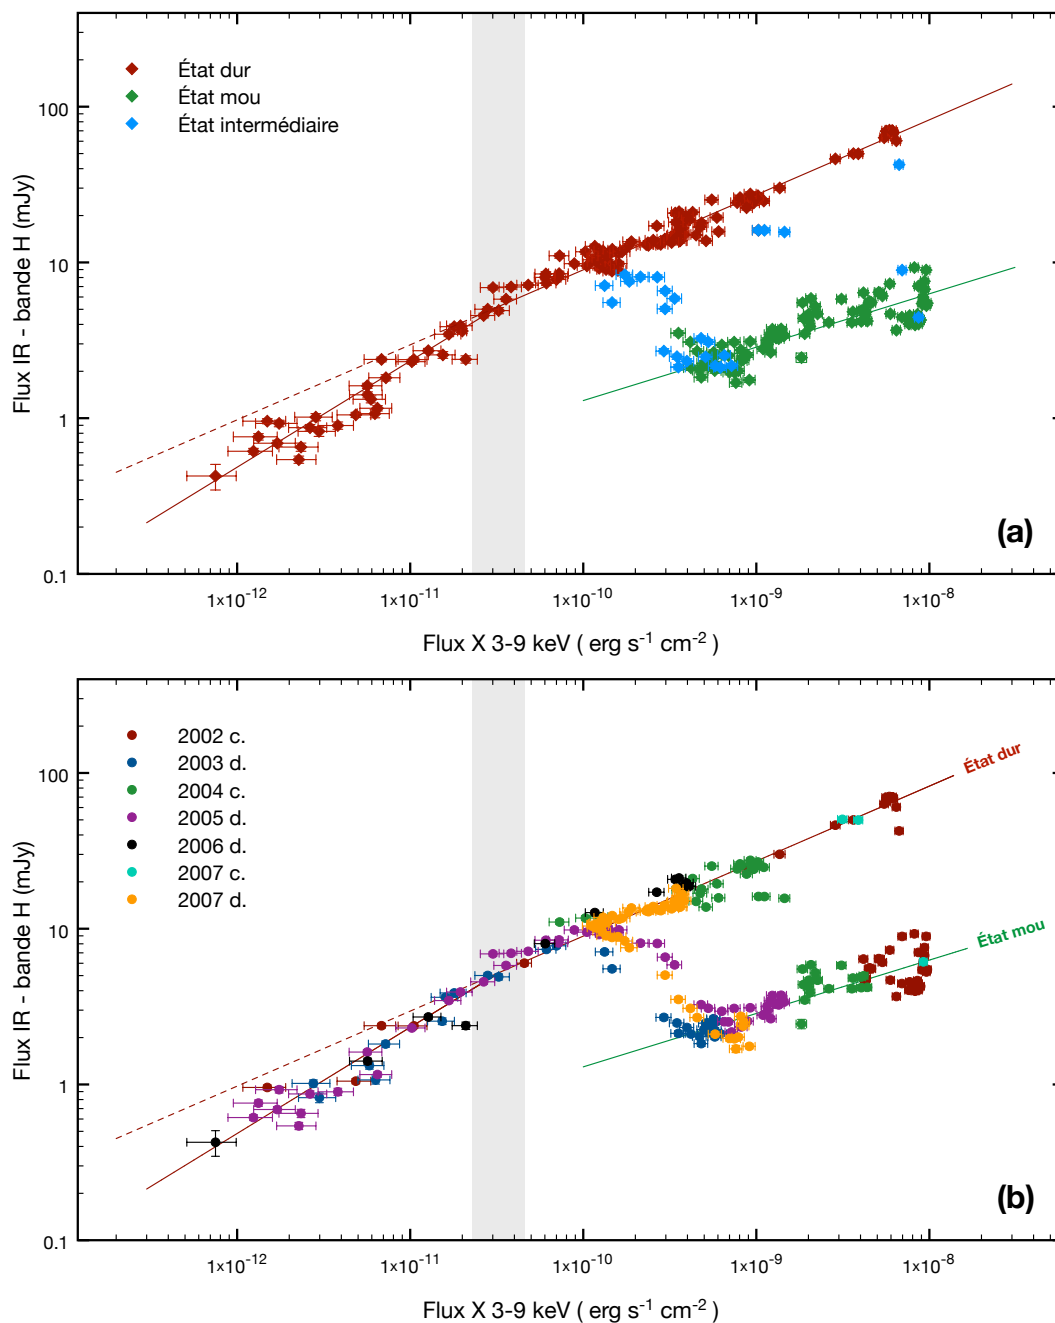 État dur
État mou
État intermédiaire
100
10
1
0.1
Flux IR - bande H (mJy)
(a)
1×10⁻¹²
1×10⁻¹¹
1×10⁻¹⁰
1×10⁻⁹
1×10⁻⁸
Flux X 3-9 keV ( erg s⁻¹ cm⁻² )
2002 c.
2003 d.
2004 c.
2005 d.
2006 d.
2007 c.
2007 d.
État dur
État mou
100
10
1
0.1
Flux IR - bande H (mJy)
(b)
1×10⁻¹²
1×10⁻¹¹
1×10⁻¹⁰
1×10⁻⁹
1×10⁻⁸
Flux X 3-9 keV ( erg s⁻¹ cm⁻² )